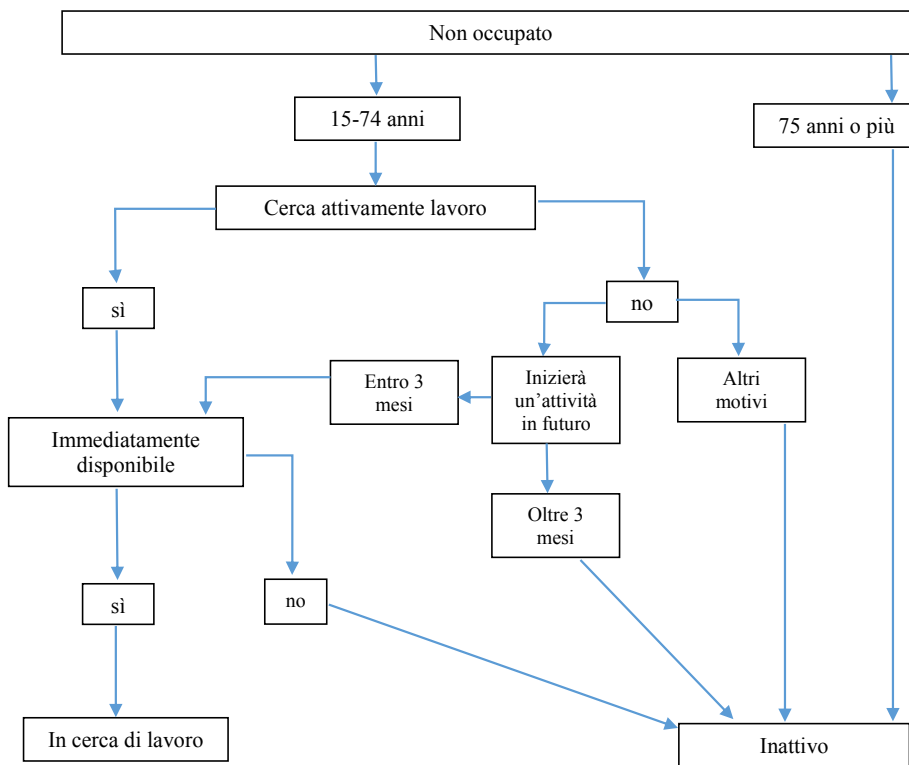 Non occupato
15-74 anni
75 anni o più
Cerca attivamente lavoro
sì
no
Entro 3
mesi
Inizierà
un’attività
in futuro
Altri
motivi
Immediatamente
disponibile
Oltre 3
mesi
sì
no
In cerca di lavoro
Inattivo